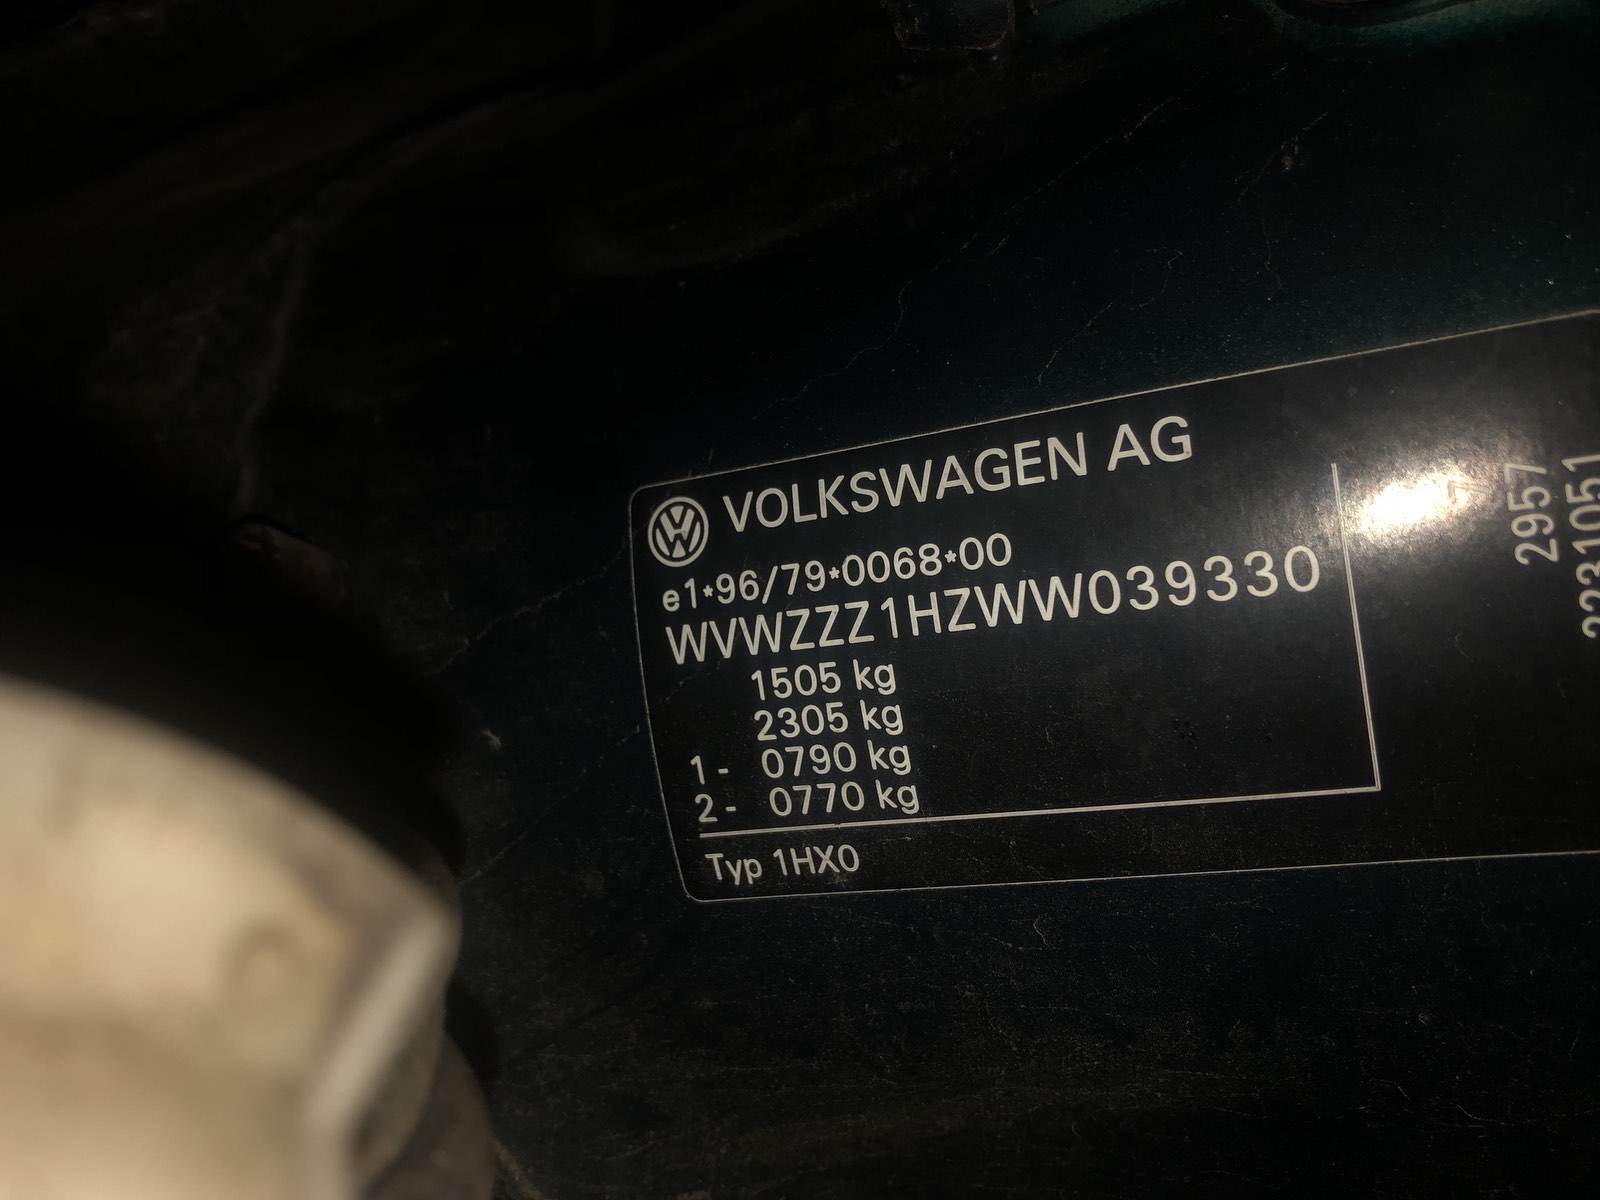 VOLKSWAGEN AG
e1*96/79*0068*00
WVWZZZ1HZWW039330
1505 kg
2305 kg
1- 0790 kg
2- 0770 kg
Typ 1HX0
2957
2231051